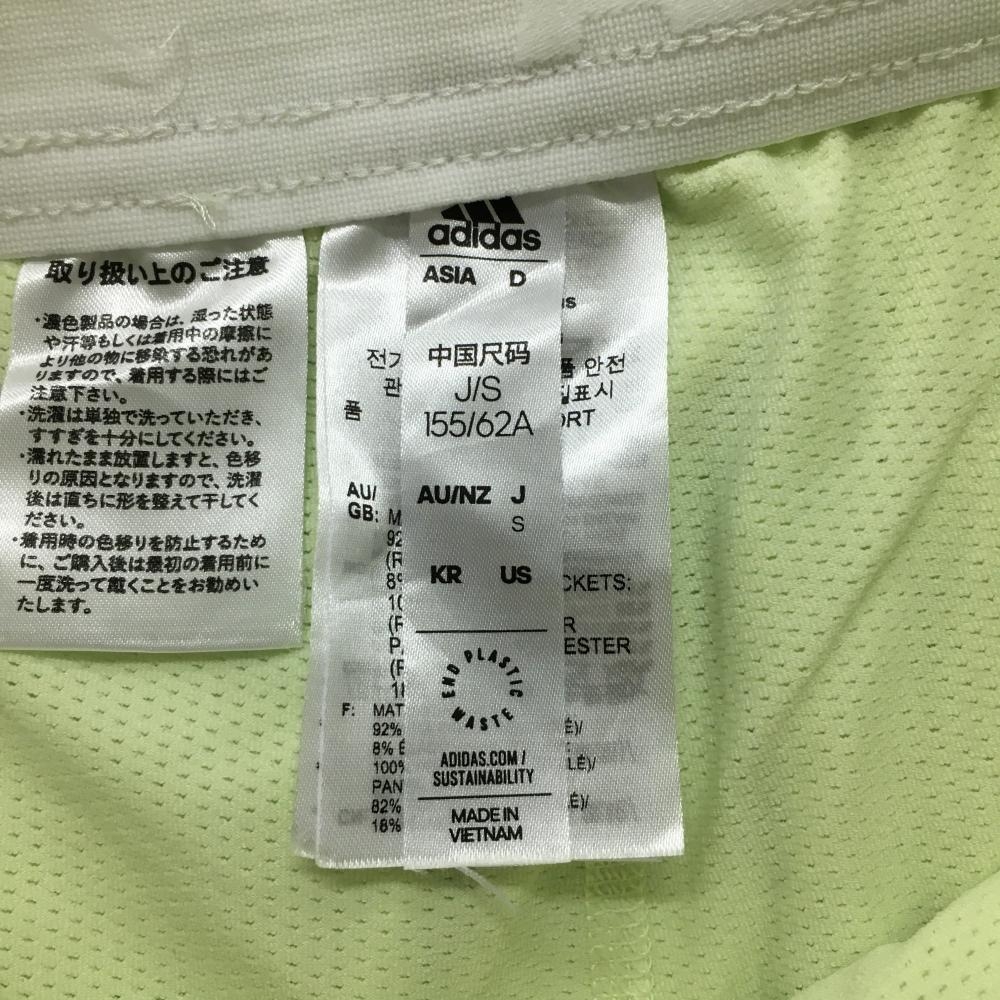 取り扱い上のご注意
・濃色製品の場合は、湿った状態
や汗等もしくは着用中の摩擦に
より他の物に移染する恐れがあ
りますので、着用する際にはご
注意下さい。
・洗濯は単独で洗っていただき、
すすぎを十分にしてください。
・濡れたまま放置しますと、色移
りの原因となりますので、洗濯
後は直ちに形を整えて干してく
ださい。
・着用時の色移りを防止するため
に、ご購入後は最初の着用前に
一度洗って戴くことをお勧めい
たします。
adidas
ASIA D
中国尺码
J/S
155/62A
AU/NZ J
S
KR US
END PLASTIC WASTE
ADIDAS.COM/
SUSTAINABILITY
MADE IN
VIETNAM
안전
표시
품
AU/
GB:
CKETS:
ESTER
F: MAT
92%
8% É
100%
PAN
82%
18%